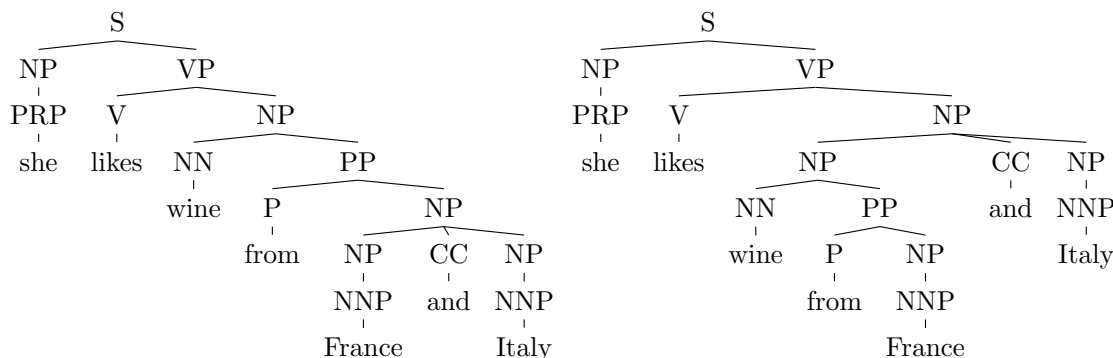 S S
NP VP NP VP
PRP V NP PRP V NP
she likes NN PP she likes NP CC NP
wine P NP NN PP and NNP
from NP CC NP wine P NP Italy
NNP and NNP from NNP
France Italy France